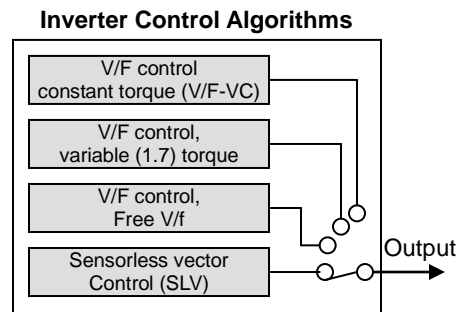 Inverter Control Algorithms
V/F control
constant torque (V/F-VC)
V/F control,
variable (1.7) torque
V/F control,
Free V/f
Sensorless vector
Control (SLV)
Output